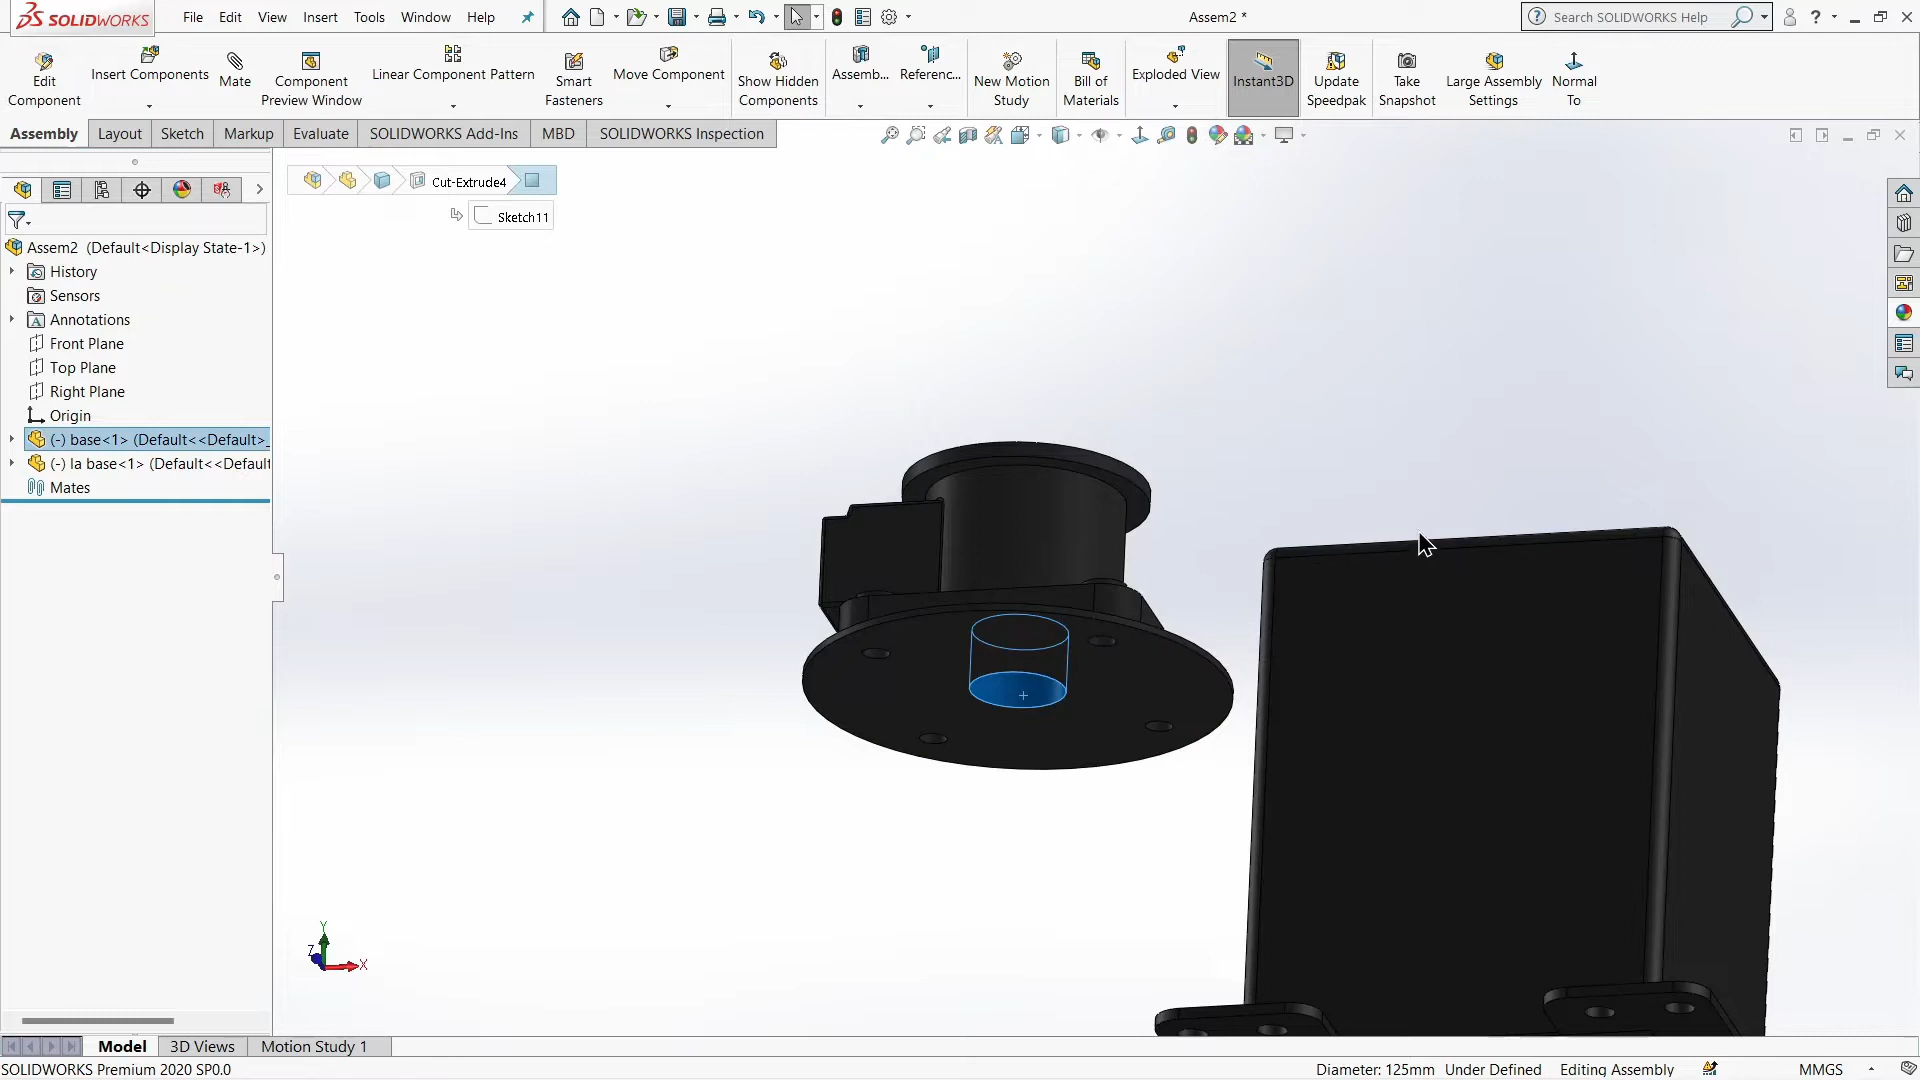 SOLIDWORKS
File Edit View Insert Tools Window Help
Assem2 *
Search SOLIDWORKS Help
Edit Component
Insert Components
Mate
Component Preview Window
Linear Component Pattern
Smart Fasteners
Move Component
Show Hidden Components
Assemb...
Referenc...
New Motion Study
Bill of Materials
Exploded View
Instant3D
Update Speedpak
Take Snapshot
Large Assembly Settings
Normal To
Assembly Layout Sketch Markup Evaluate SOLIDWORKS Add-Ins MBD SOLIDWORKS Inspection
Cut-Extrude4
Sketch11
Assem2 (Default<Display State-1>)
History
Sensors
Annotations
Front Plane
Top Plane
Right Plane
Origin
(-) base<1> (Default<<Default>_
(-) la base<1> (Default<<Default
Mates
Y
Z
X
Model 3D Views Motion Study 1
SOLIDWORKS Premium 2020 SP0.0
Diameter: 125mm Under Defined Editing Assembly MMGS